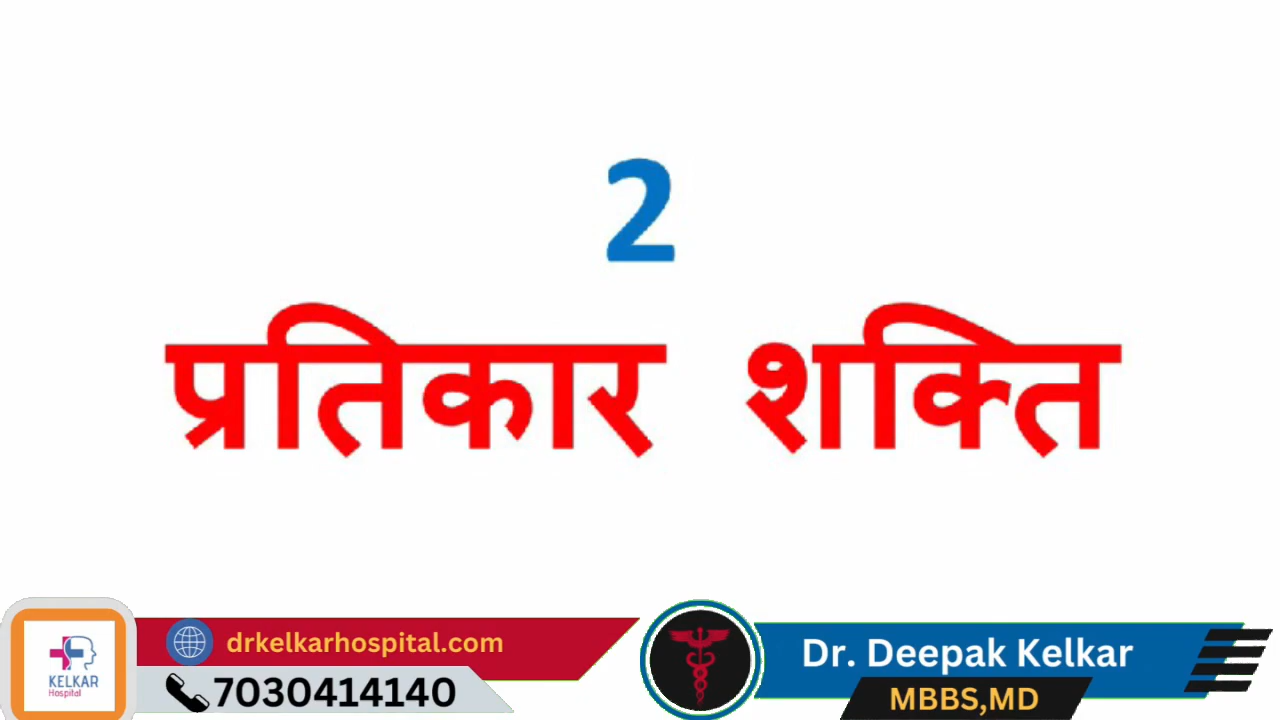 2
प्रतिकार शक्ति
drkelkarhospital.com
7030414140
KELKAR
Hospital
Dr. Deepak Kelkar
MBBS,MD